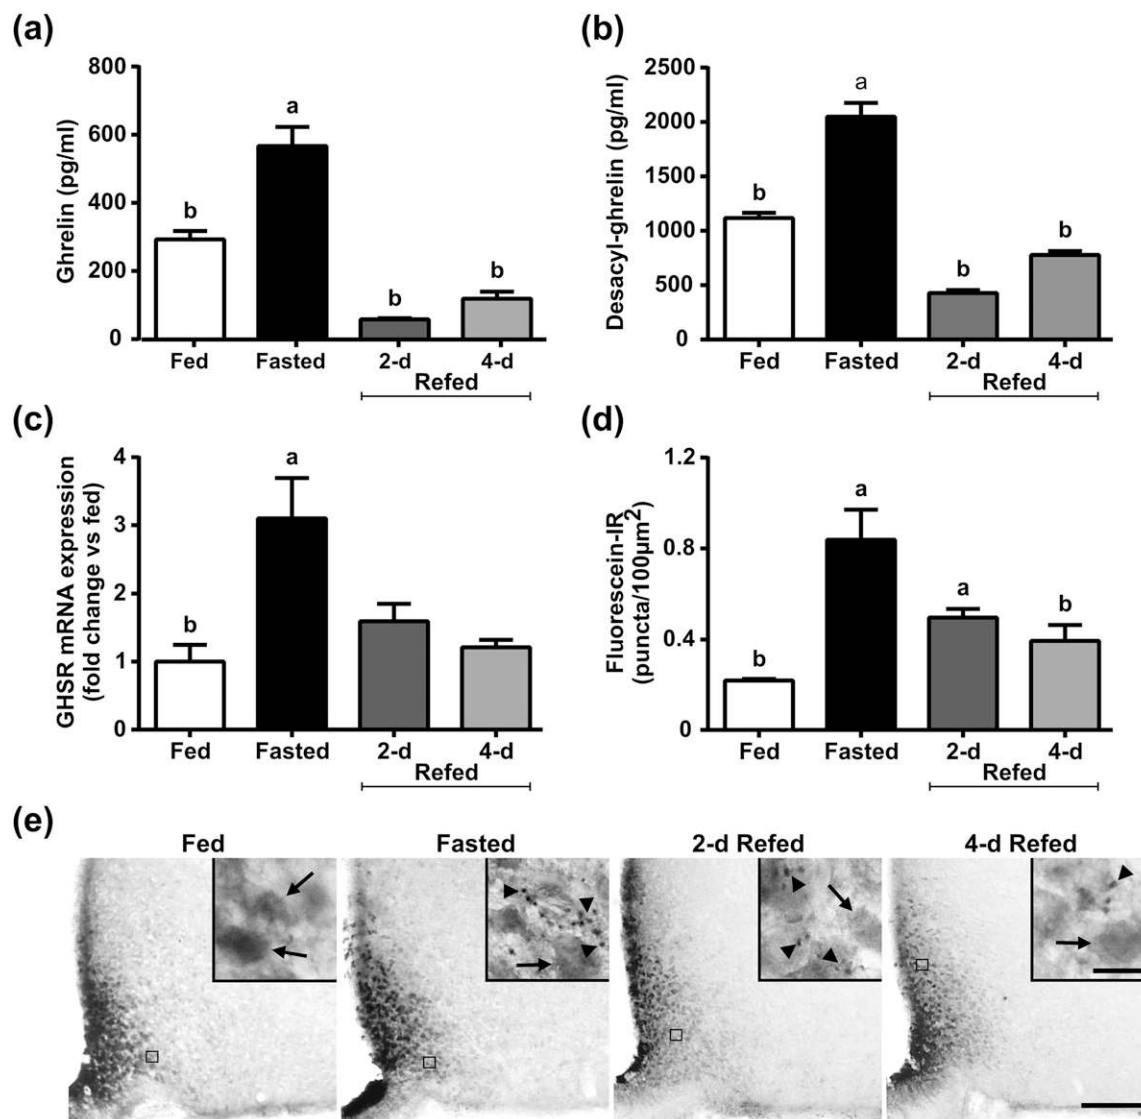 (a)
Ghrelin (pg/ml)
800
600
400
200
0
b
a
b
b
Fed Fasted 2-d 4-d
Refed
(b)
Desacyl-ghrelin (pg/ml)
2500
2000
1500
1000
500
0
b
a
b
b
Fed Fasted 2-d 4-d
Refed
(c)
GHSR mRNA expression
(fold change vs fed)
4
3
2
1
0
b
a
Fed Fasted 2-d 4-d
Refed
(d)
Fluorescein-IR
(puncta/100µm²)
1.2
0.8
0.4
0
b
a
a
b
Fed Fasted 2-d 4-d
Refed
(e)
Fed Fasted 2-d Refed 4-d Refed